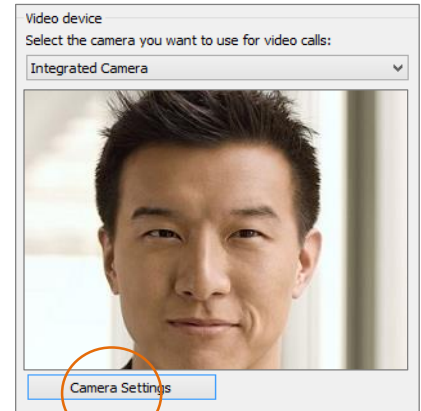 Video device
Select the camera you want to use for video calls:
Integrated Camera
Camera Settings